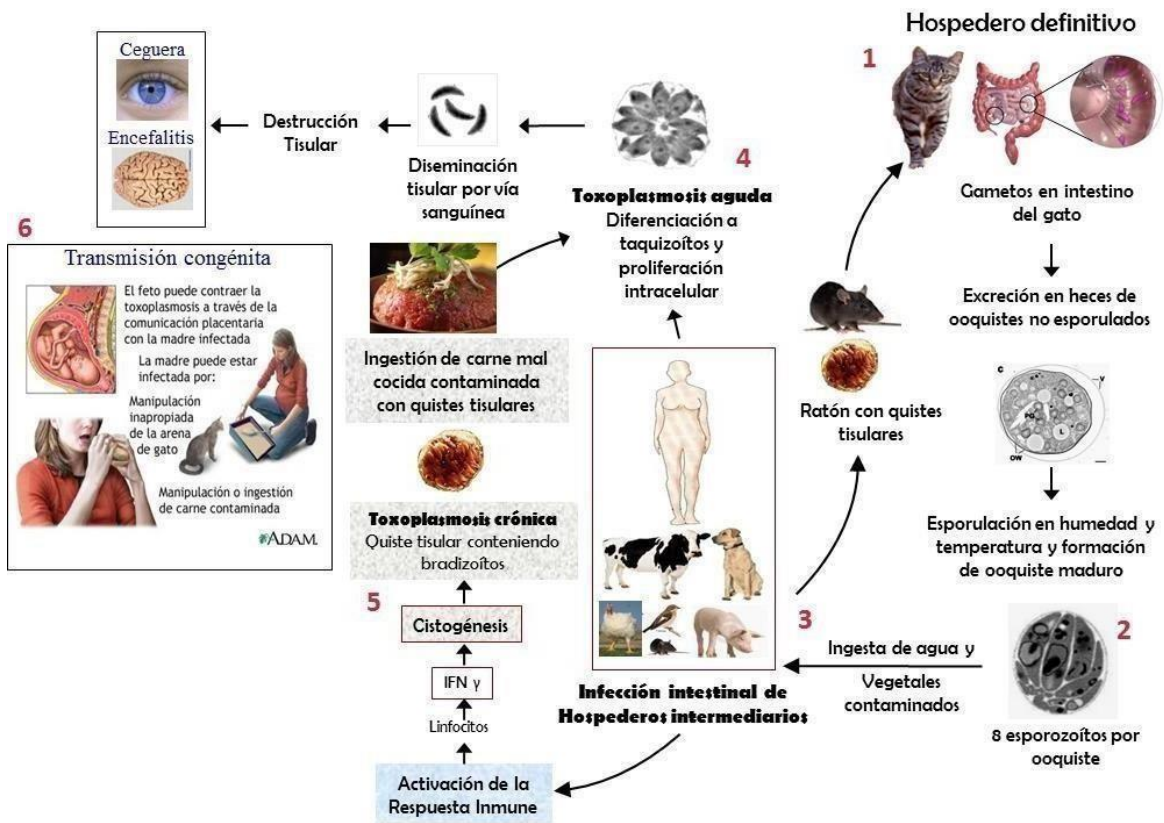 Hospedero definitivo
1
Gametos en intestino
del gato
Excreción en heces de
ooquistes no esporulados
C
V
PG
L
OW
Esporulación en humedad y
temperatura y formación
de ooquiste maduro
2
8 esporozoítos por
ooquiste
3
Ingesta de agua y
Vegetales
contaminados
Ratón con quistes
tisulares
Infección intestinal de
Hospederos intermediarios
4
Toxoplasmosis aguda
Diferenciación a
taquizoítos y
proliferación
intracelular
Diseminación
tisular por vía
sanguínea
Destrucción
Tisular
Ceguera
Encefalitis
Ingestión de carne mal
cocida contaminada
con quistes tisulares
Toxoplasmosis crónica
Quiste tisular conteniendo
bradizoítos
5
Cistogénesis
IFN γ
Linfocitos
Activación de la
Respuesta Inmune
6
Transmisión congénita
El feto puede contraer la
toxoplasmosis a través de la
comunicación placentaria
con la madre infectada
La madre puede estar
infectada por:
Manipulación
inapropiada
de la arena
de gato
Manipulación o ingestión
de carne contaminada
ADAM.